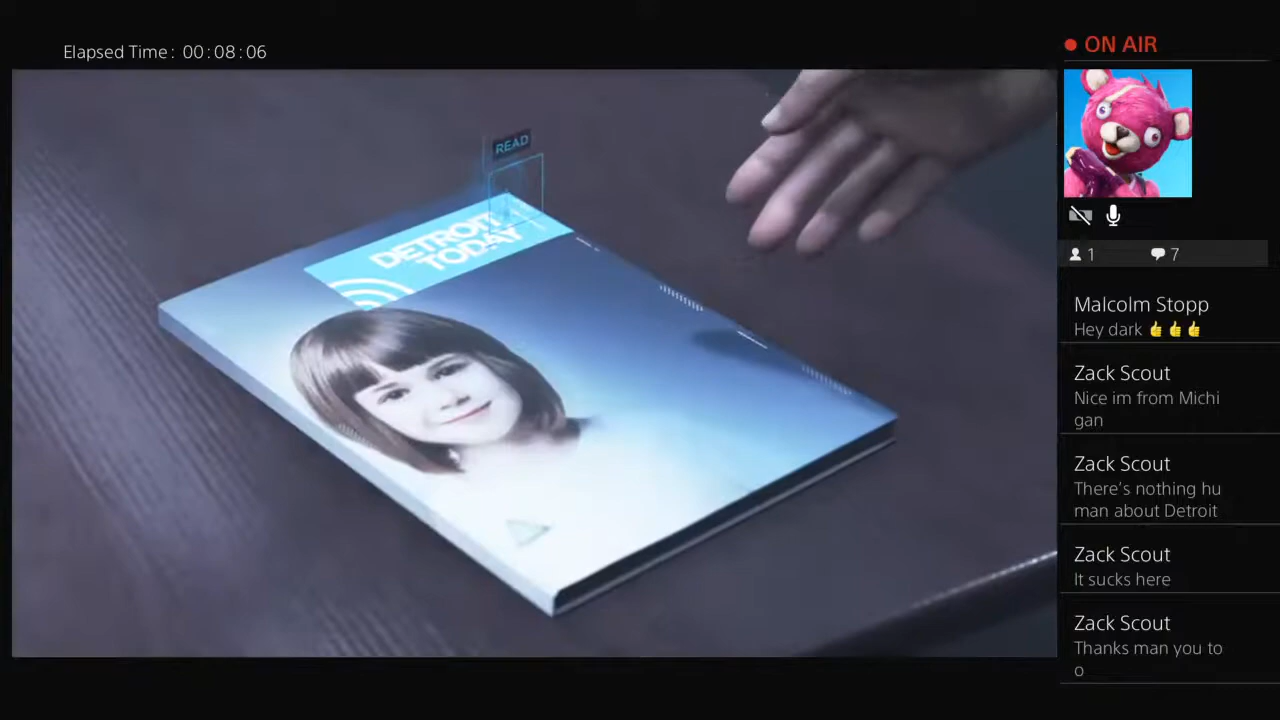 Elapsed Time: 00:08:06
ON AIR
READ
DETROIT
TODAY
1
7
Malcolm Stopp
Hey dark 👍👍👍
Zack Scout
Nice im from Michi
gan
Zack Scout
There's nothing hu
man about Detroit
Zack Scout
It sucks here
Zack Scout
Thanks man you to
o